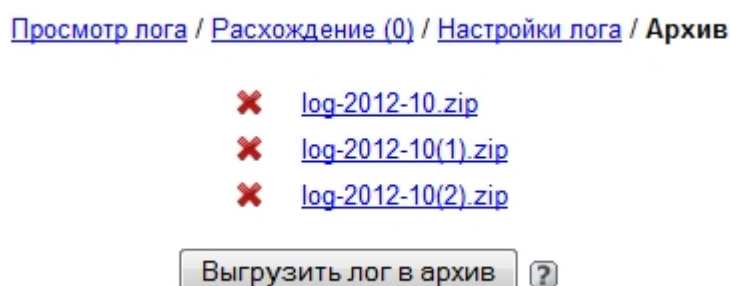 Просмотр лога / Расхождение (0) / Настройки лога / Архив
log-2012-10.zip
log-2012-10(1).zip
log-2012-10(2).zip
Выгрузить лог в архив ?